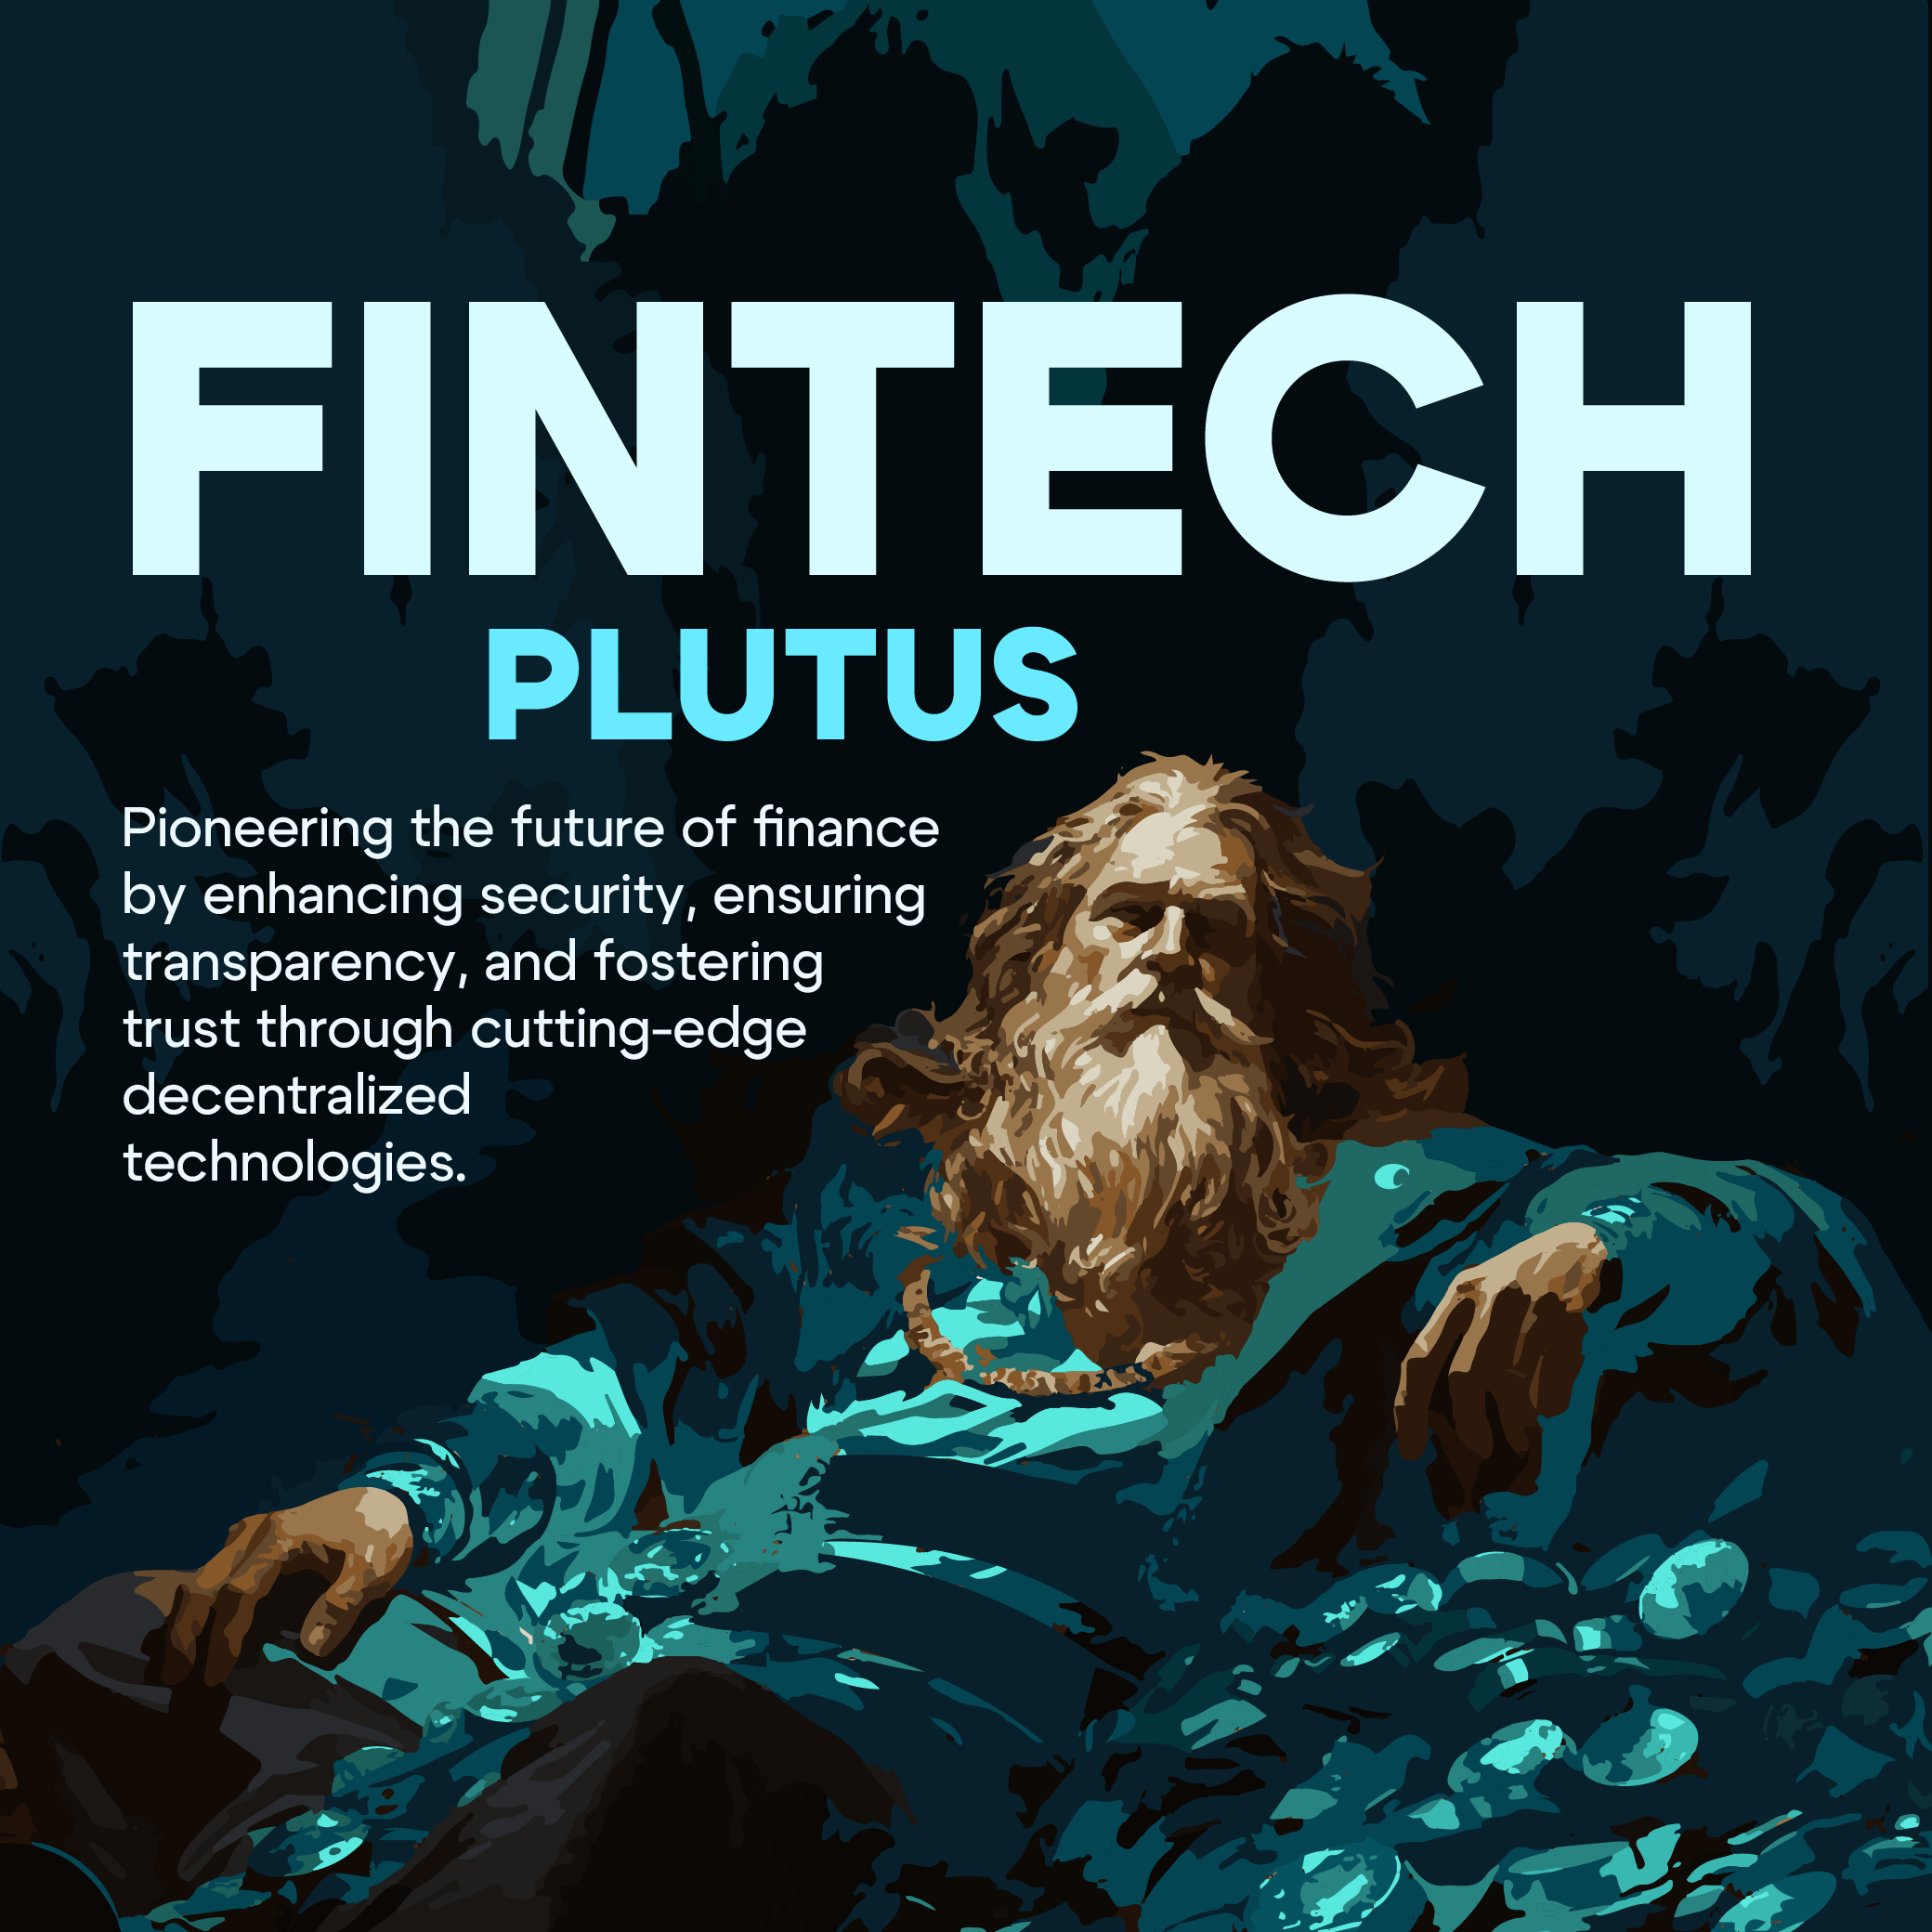 FINTECH
PLUTUS
Pioneering the future of finance
by enhancing security, ensuring
transparency, and fostering
trust through cutting-edge
decentralized
technologies.